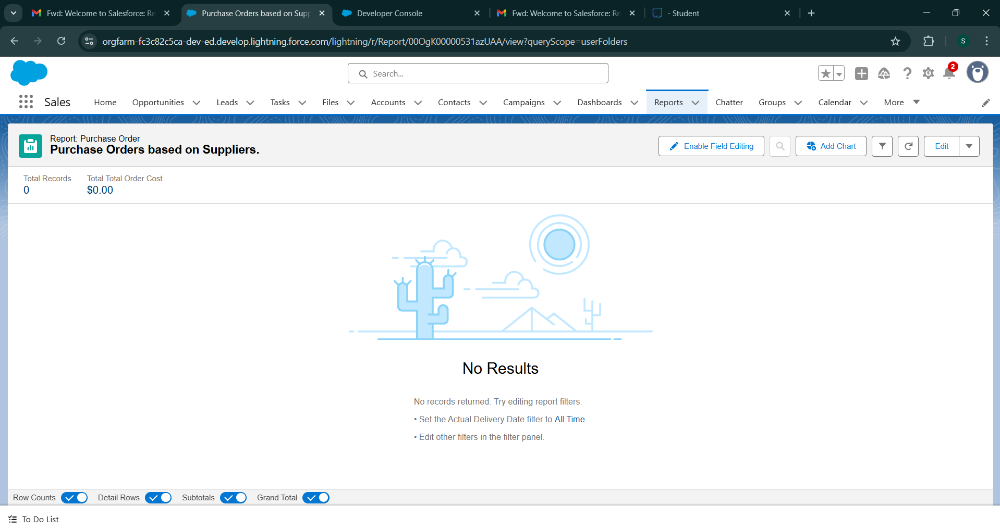 Fwd: Welcome to Salesforce: Re
Purchase Orders based on Supp
Developer Console
Fwd: Welcome to Salesforce: Re
- Student
orgfarm-fc3c82c5ca-dev-ed.develop.lightning.force.com/lightning/r/Report/00OgK00000531azUAA/view?queryScope=userFolders
S
Search...
2
Sales
Home
Opportunities
Leads
Tasks
Files
Accounts
Contacts
Campaigns
Dashboards
Reports
Chatter
Groups
Calendar
More
Report: Purchase Order
Purchase Orders based on Suppliers.
Enable Field Editing
Add Chart
Edit
Total Records
0
Total Total Order Cost
$0.00
No Results
No records returned. Try editing report filters.
• Set the Actual Delivery Date filter to All Time.
• Edit other filters in the filter panel.
Row Counts
Detail Rows
Subtotals
Grand Total
To Do List